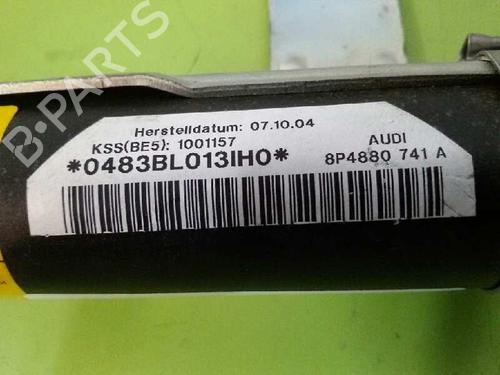 B-PARTS
Herstelldatum: 07.10.04
KSS(BE5): 1001157
AUDI
*0483BL013IH0*
8P4880 741 A